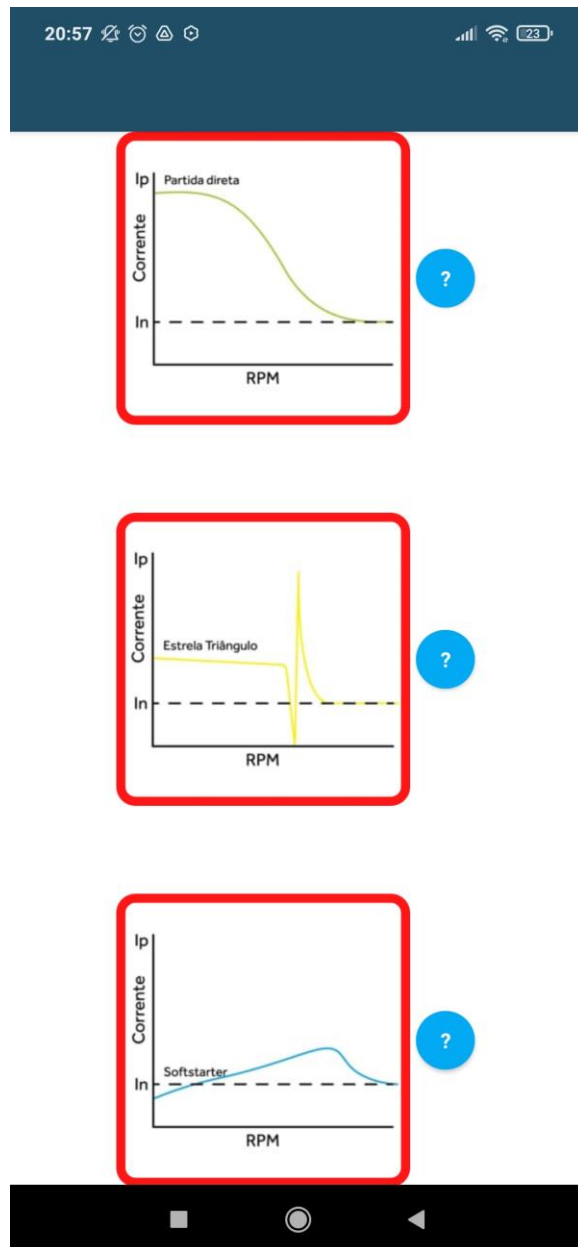 20:57
23
Ip
Partida direta
Corrente
In
RPM
?
Ip
Corrente
Estrela Triângulo
In
RPM
?
Ip
Corrente
Softstarter
In
RPM
?